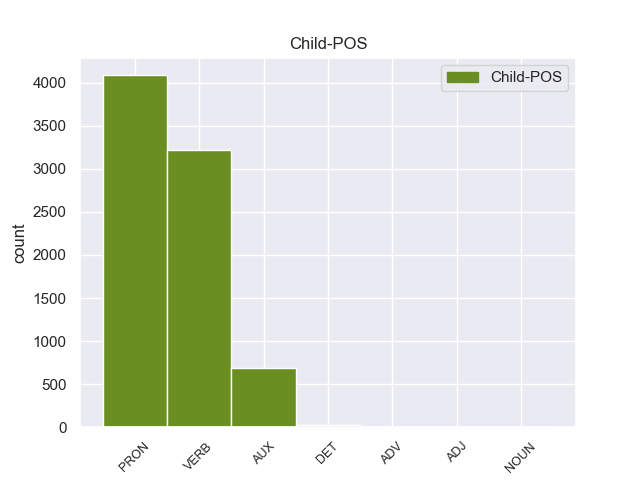 Child-POS
Child-POS
count
4000
3500
3000
2500
2000
1500
1000
500
0
PRON
VERB
AUX
DET
ADV
ADJ
NOUN